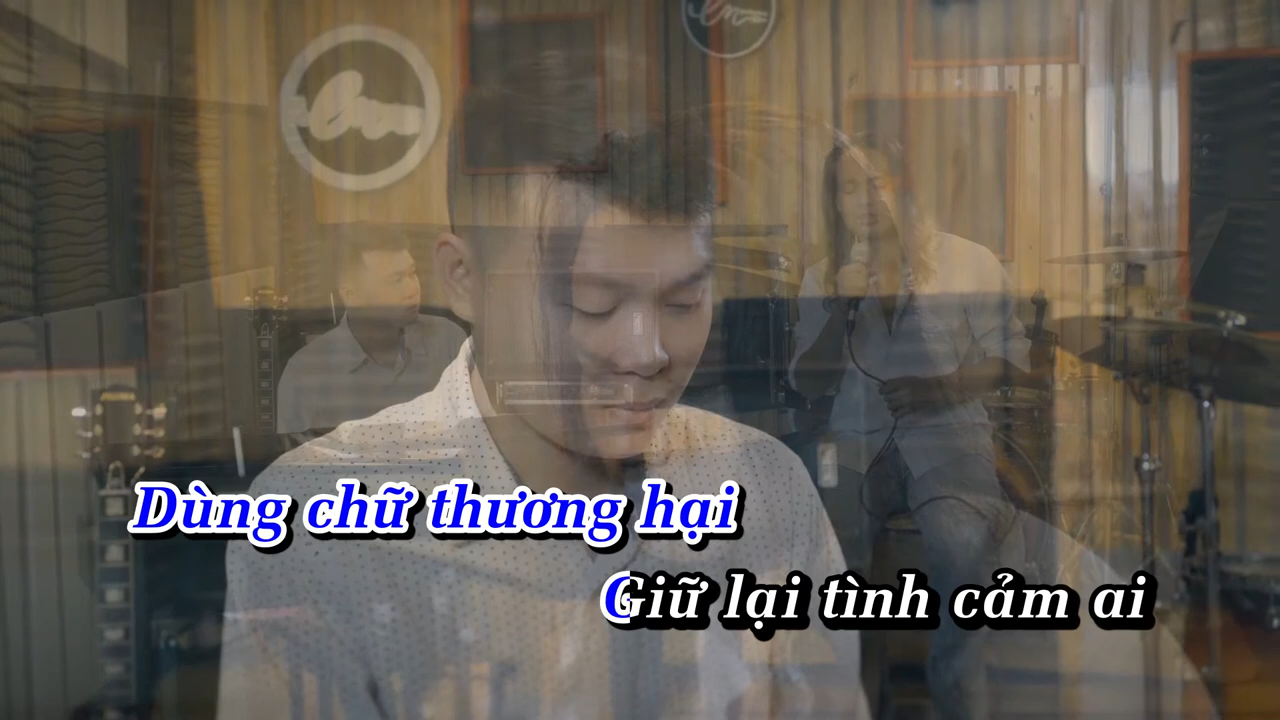 Dùng chữ thương hại
Giữ lại tình cảm ai